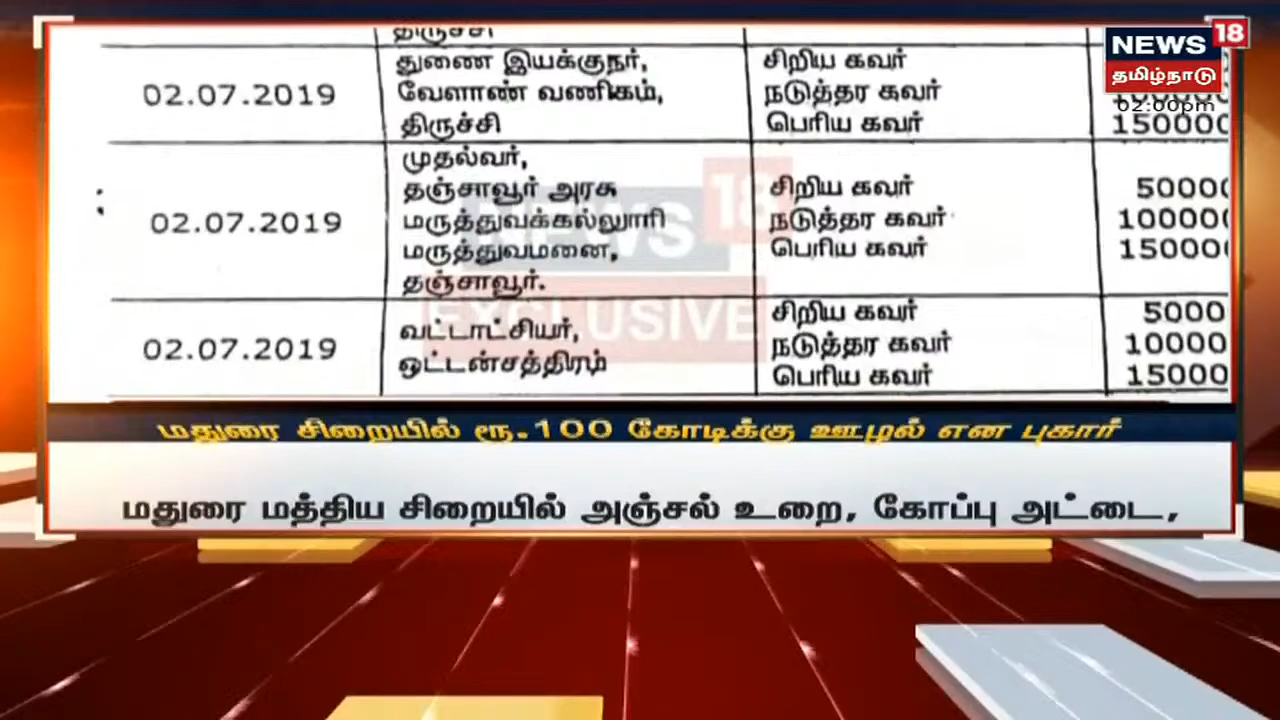 திருச்சி
NEWS 18
தமிழ்நாடு
02:00pm
02.07.2019
துணை இயக்குநர்,
வேளாண் வணிகம்,
திருச்சி
சிறிய கவர்
நடுத்தர கவர்
பெரிய கவர்
150000
02.07.2019
முதல்வர்,
தஞ்சாவூர் அரசு
மருத்துவக்கல்லூரி
மருத்துவமனை,
தஞ்சாவூர்.
சிறிய கவர்
நடுத்தர கவர்
பெரிய கவர்
50000
100000
150000
NEWS 18
EXCLUSIVE
02.07.2019
வட்டாட்சியர்,
ஒட்டன்சத்திரம்
சிறிய கவர்
நடுத்தர கவர்
பெரிய கவர்
5000
10000
15000
மதுரை சிறையில் ரூ.100 கோடிக்கு ஊழல் என புகார்
மதுரை மத்திய சிறையில் அஞ்சல் உறை, கோப்பு அட்டை,